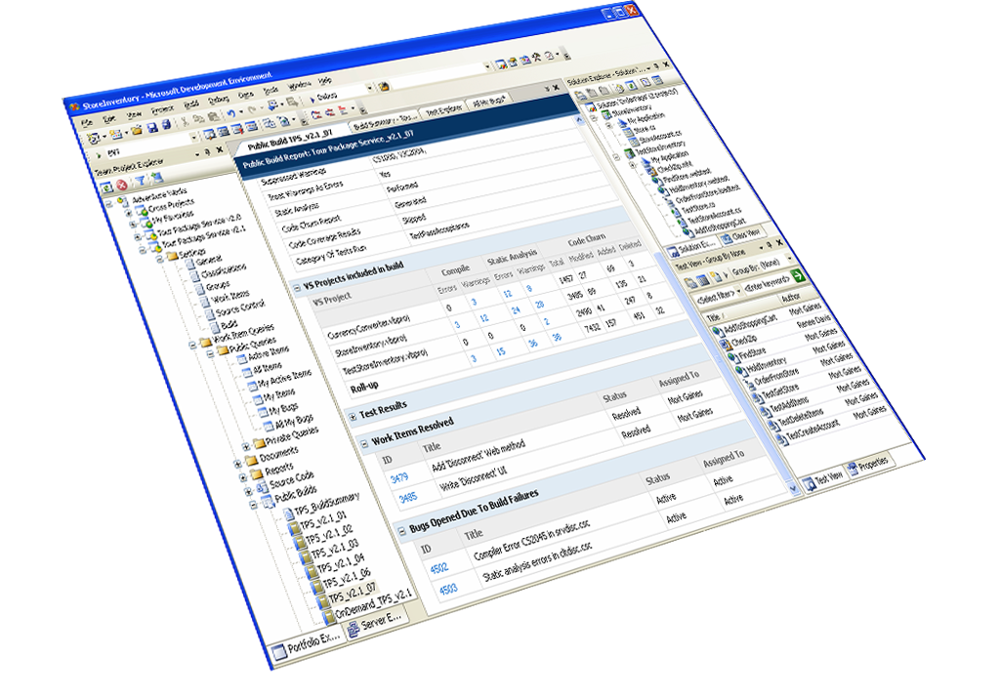 StoreInventory - Microsoft Development Environment
File Edit View Project Build Debug Data Tools Window Help
Debug
Team Project Explorer
Adventure Works
Cross Projects
My Favorites
Tour Package Service v2.0
Tour Package Service v2.1
Settings
General
Classifications
Groups
Work Items
Source Control
Build
Work Item Queries
Public Queries
Active Items
All Items
My Active Items
My Items
My Bugs
All My Bugs
Private Queries
Documents
Reports
Source Code
Public Builds
TPS_BuildSummary
TPS_v2.1_01
TPS_v2.1_02
TPS_v2.1_03
TPS_v2.1_04
TPS_v2.1_06
TPS_v2.1_07
OnDemand_TPS_v2.1
Portfolio Ex... Server E...
Public Build TPS_v2.1_07 Build Summary - Tou... Test Explorer All My Bugs*
Public Build Report: Tour Package Service _v2.1_07
Suppressed Warnings
Treat Warnings As Errors Yes
Static Analysis Performed
Code Churn Report Generated
Code Coverage Results Skipped
Category Of Tests Run TestPassAcceptance
VS Projects included in build
Compile Static Analysis Code Churn
VS Project Errors Warnings Errors Warnings Total Modified Added Deleted
CurrencyConverter.vbproj 0 3 12 8 1457 27 69 3
StoreInventory.vbproj 3 12 24 28 3485 89 135 21
TestStoreInventory.vbproj 0 0 0 2 2490 41 247 8
Roll-up 3 15 36 38 7432 157 451 32
Test Results
Work Items Resolved
ID Title Status Assigned To
3479 Add 'Disconnect' Web method Resolved Mort Gaines
3485 Write 'Disconnect' UI Resolved Mort Gaines
Bugs Opened Due To Build Failures
ID Title Status Assigned To
4502 Compiler Error CS2045 in srvdisc.csc Active Active
4503 Static analysis errors in cltdisc.csc Active Active
Solution Explorer - Solution ...
StoreInventory
My Application
Store.cs
StoreAccount.cs
TestStoreInventory
My Application
CheckZip.mht
FindStore.webtest
HoldInventory.webtest
OrderFromStore.loadtest
TestStore.cs
TestStoreAccount.cs
AddToShoppingCart
Solution Ex... Class View
Test View - Group By None
Group By: (None)
<Select filter> <Enter keyword>
Title Author
AddToShoppingCart Mort Gaines
CheckZip Renee Davis
FindStore Mort Gaines
HoldInventory Mort Gaines
OrderFromStore Mort Gaines
TestGetStore Mort Gaines
TestAddItems Mort Gaines
TestDeleteItems Mort Gaines
TestCreateAccount Mort Gaines
Test View Properties